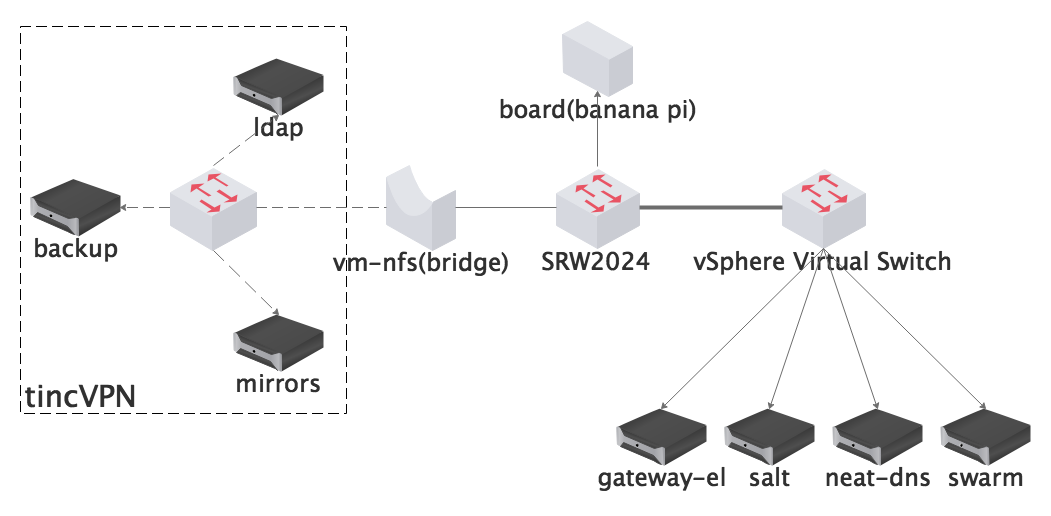 board(banana pi)
ldap
backup
vm-nfs(bridge)
SRW2024
vSphere Virtual Switch
mirrors
tincVPN
gateway-el
salt
neat-dns
swarm